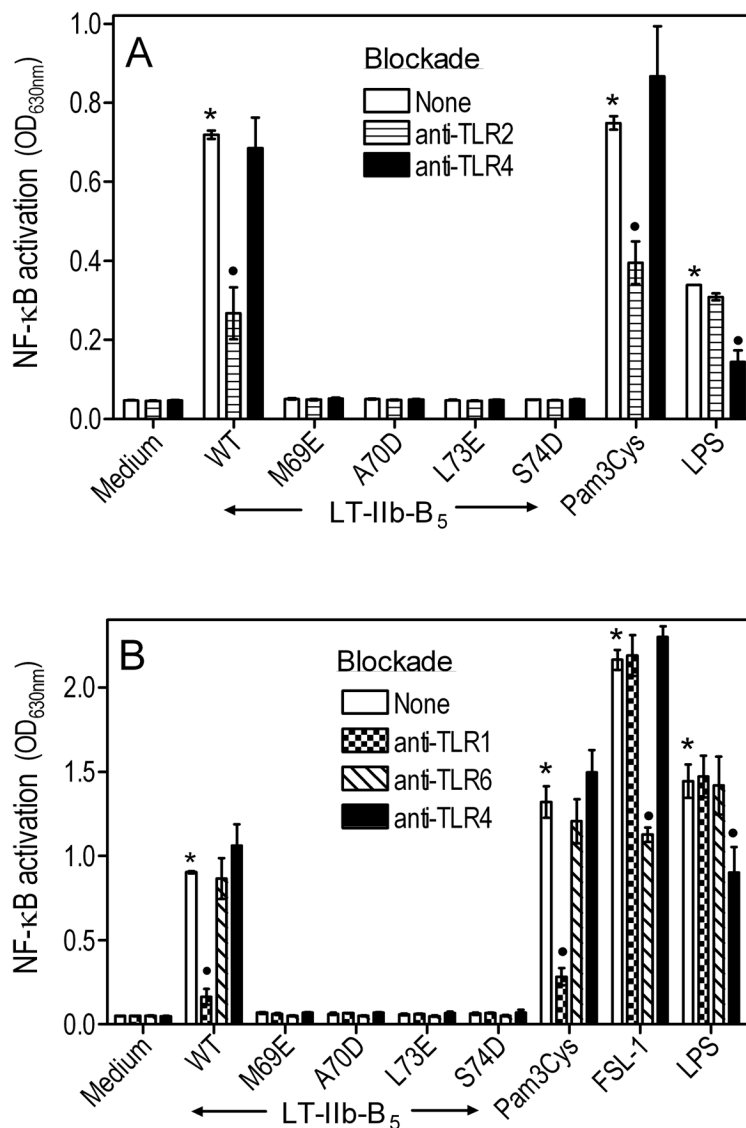 A
Blockade
None
anti-TLR2
anti-TLR4
NF-κB activation (OD630nm)
1.0
0.8
0.6
0.4
0.2
0.0
Medium
WT
M69E
A70D
L73E
S74D
Pam3Cys
LPS
LT-IIb-B5
B
Blockade
None
anti-TLR1
anti-TLR6
anti-TLR4
NF-κB activation (OD630nm)
2.0
1.5
1.0
0.5
0.0
Medium
WT
M69E
A70D
L73E
S74D
Pam3Cys
FSL-1
LPS
LT-IIb-B5